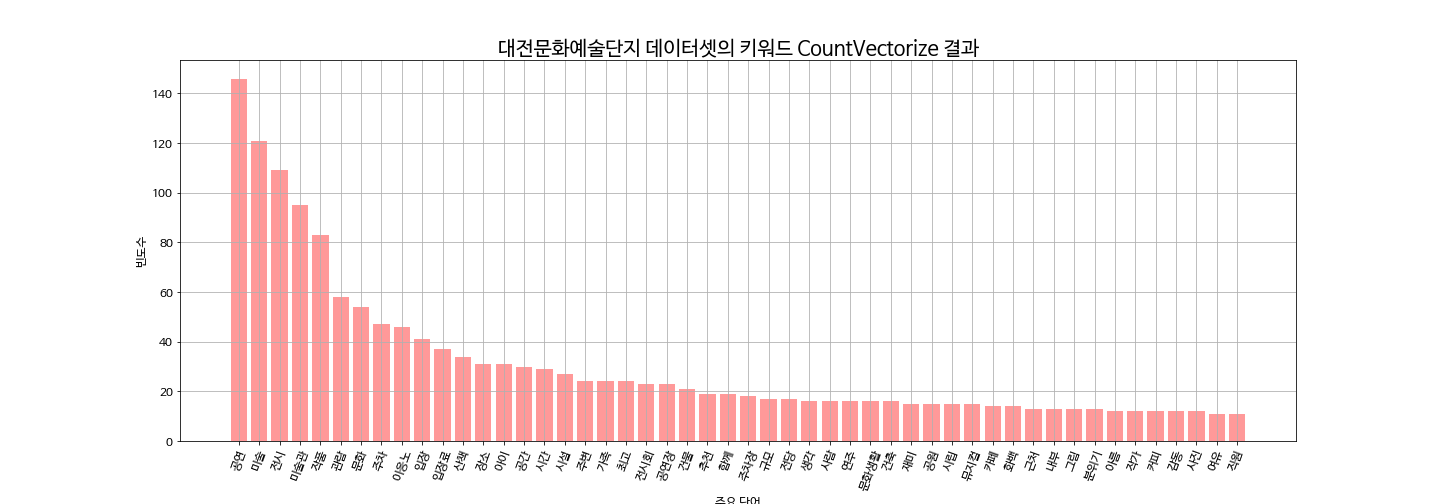 대전문화예술단지 데이터셋의 키워드 CountVectorize 결과
빈도수
140
120
100
80
60
40
20
0
공연
미술
전시
미술관
작품
관람
문화
주차
이응노
입장
입장료
산책
장소
아이
공간
시간
시설
주변
가족
최고
전시회
공연장
건물
추천
함께
주차장
규모
전당
생각
사람
연주
문화생활
건축
재미
공원
시립
뮤지컬
카페
화백
근처
내부
그림
분위기
아름
작가
커피
감동
사진
여유
직원
주요 단어